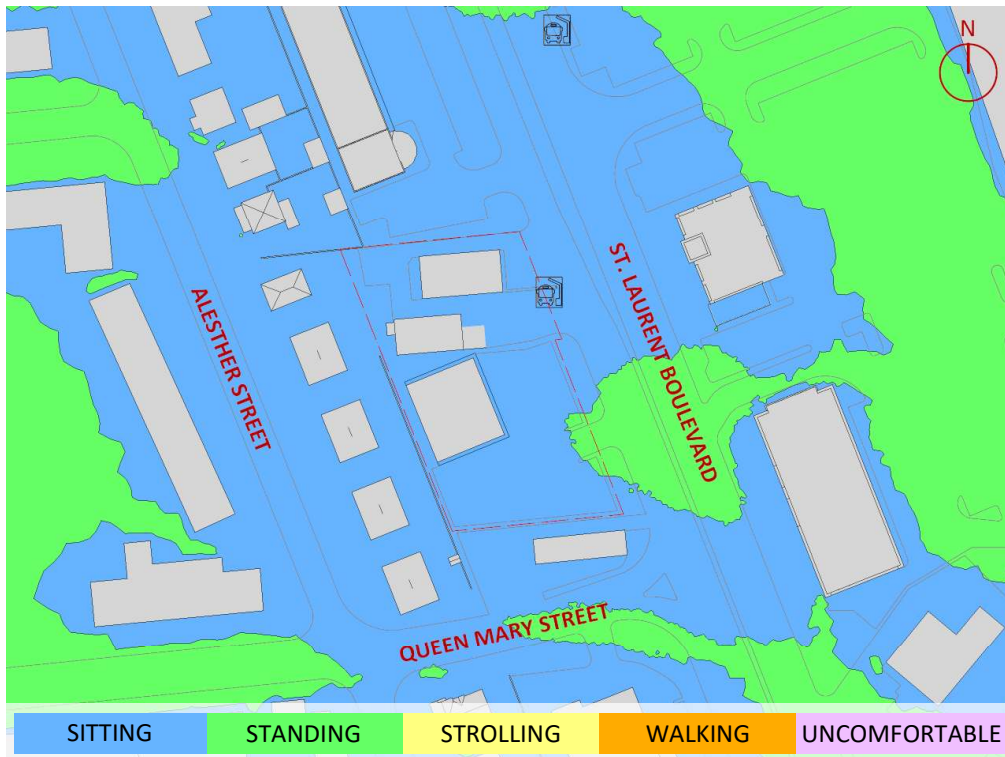 N
ST. LAURENT BOULEVARD
ALESTHER STREET
QUEEN MARY STREET
SITTING
STANDING
STROLLING
WALKING
UNCOMFORTABLE